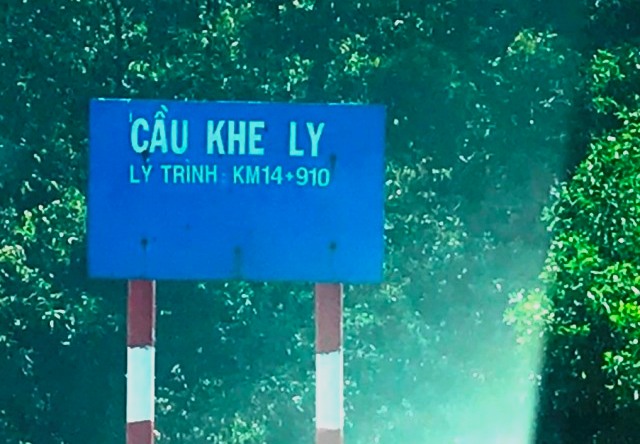 CẦU KHE LY
LÝ TRÌNH : KM14+910